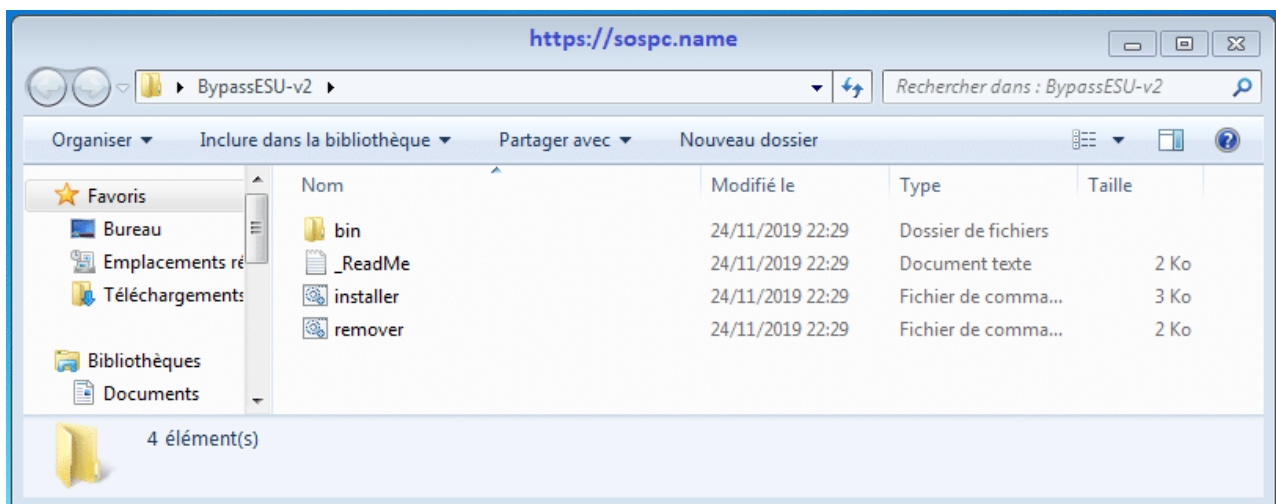 https://sospc.name
BypassESU-v2
Rechercher dans : BypassESU-v2
Organiser
Inclure dans la bibliothèque
Partager avec
Nouveau dossier
Favoris
Bureau
Emplacements ré
Téléchargements
Bibliothèques
Documents
Nom Modifié le Type Taille
bin 24/11/2019 22:29 Dossier de fichiers
_ReadMe 24/11/2019 22:29 Document texte 2 Ko
installer 24/11/2019 22:29 Fichier de comma... 3 Ko
remover 24/11/2019 22:29 Fichier de comma... 2 Ko
4 élément(s)